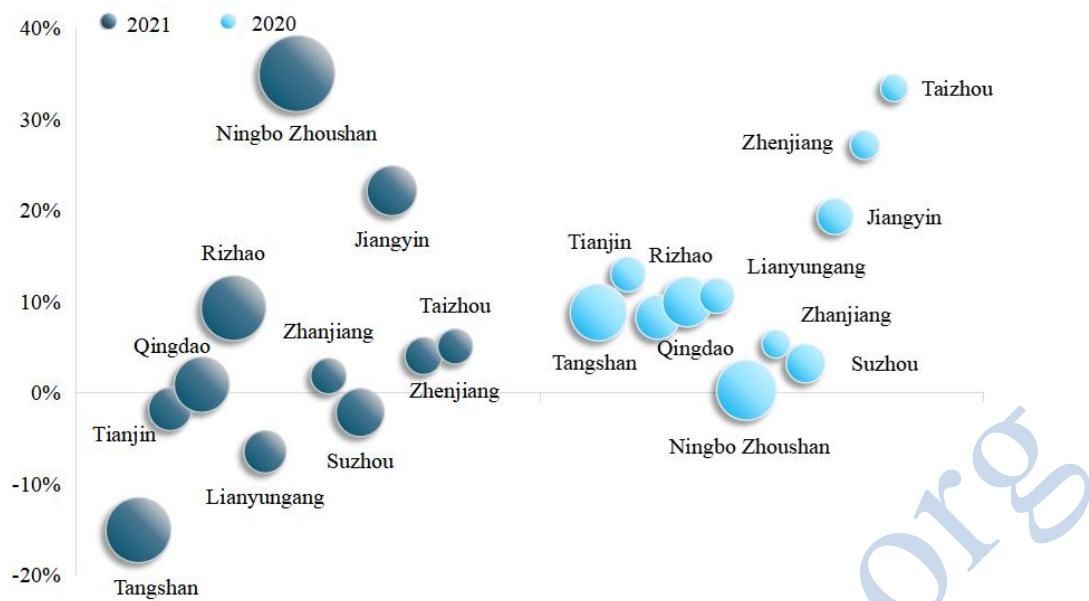 40%
2021
2020
30%
20%
10%
0%
-10%
-20%
Ningbo Zhoushan
Jiangyin
Rizhao
Qingdao
Zhanjiang
Taizhou
Tianjin
Zhenjiang
Suzhou
Lianyungang
Tangshan
Taizhou
Zhenjiang
Jiangyin
Tianjin
Rizhao
Lianyungang
Zhanjiang
Tangshan
Qingdao
Suzhou
Ningbo Zhoushan
org